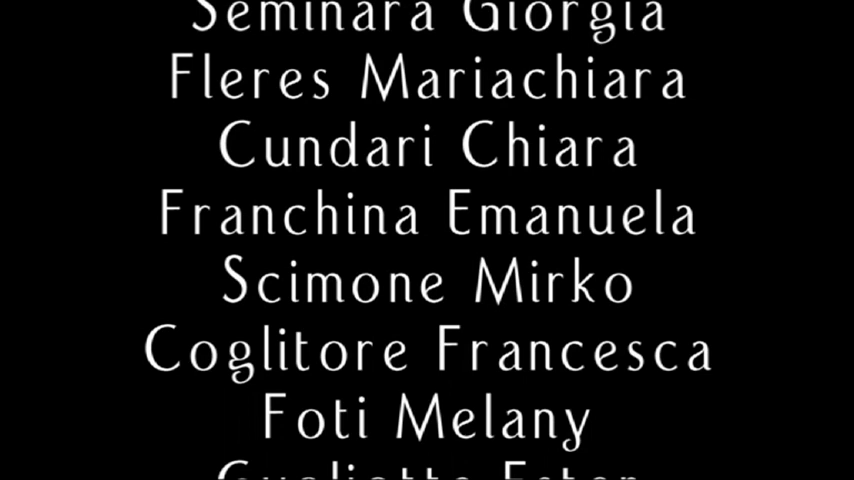 Seminara Giorgia
Fleres Mariachiara
Cundari Chiara
Franchina Emanuela
Scimone Mirko
Coglitore Francesca
Foti Melany